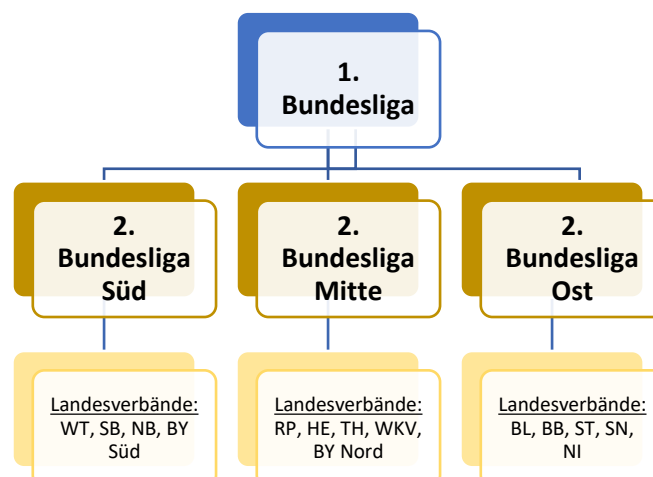 1.
Bundesliga
2.
Bundesliga
Süd
2.
Bundesliga
Mitte
2.
Bundesliga
Ost
Landesverbände:
WT, SB, NB, BY
Süd
Landesverbände:
RP, HE, TH, WKV,
BY Nord
Landesverbände:
BL, BB, ST, SN,
NI